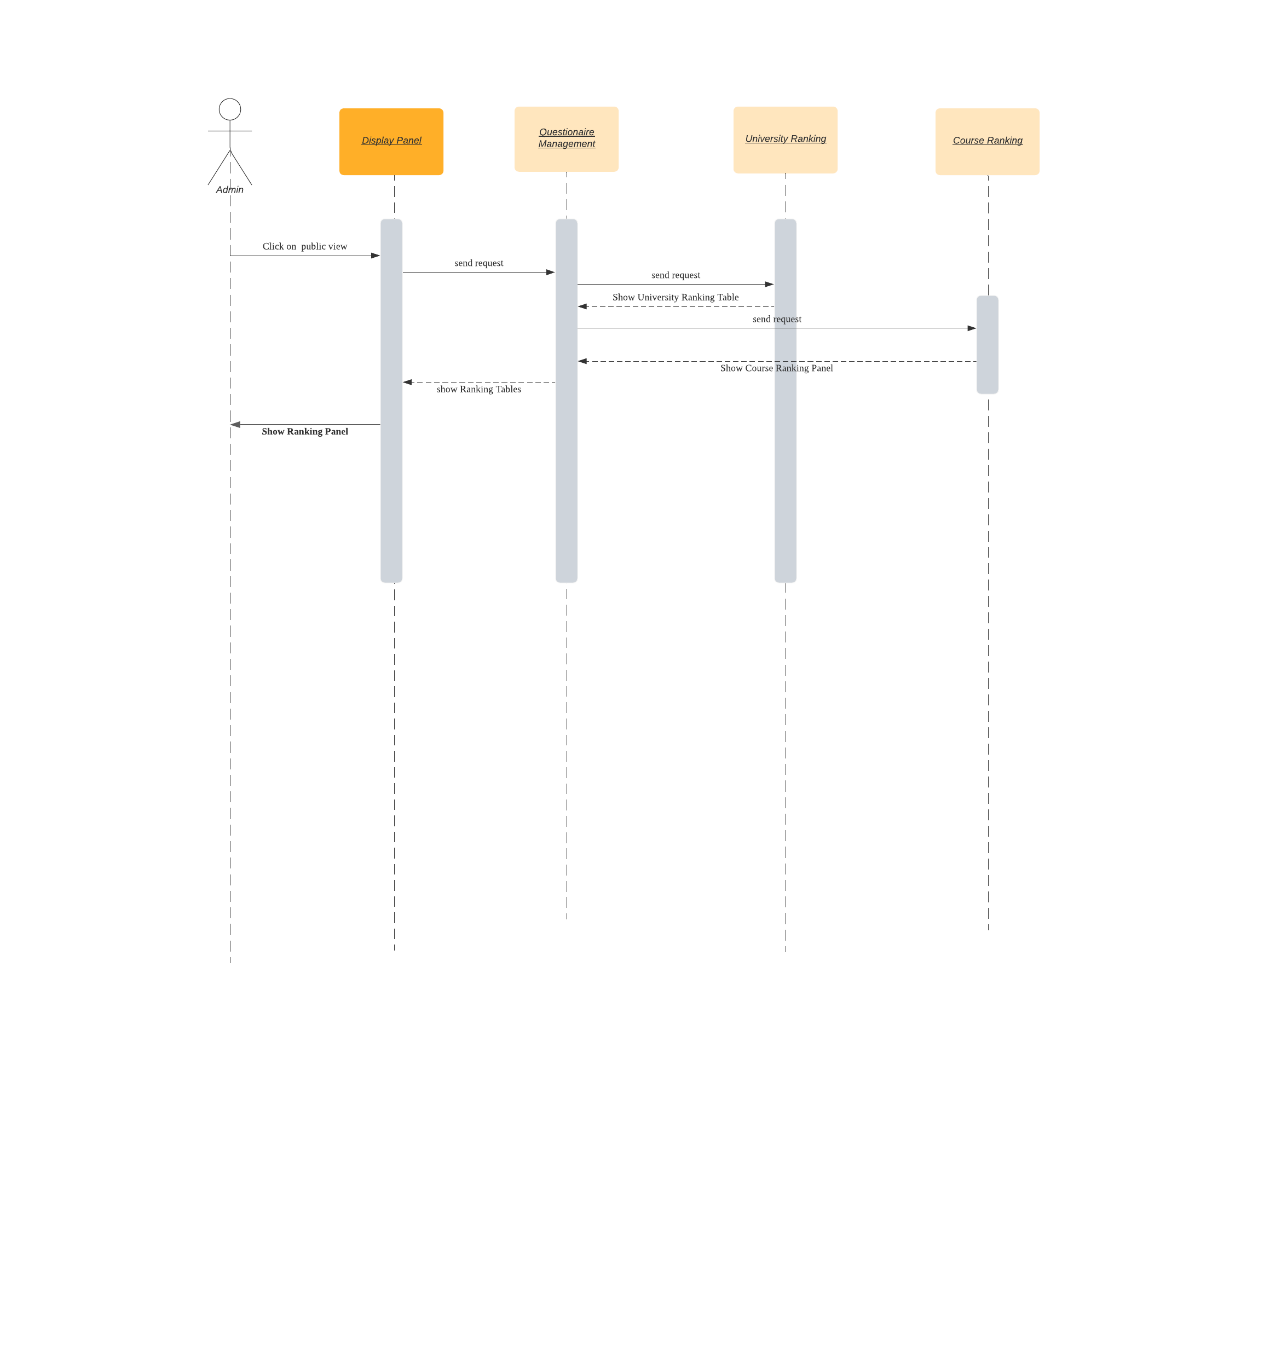 Admin
Display Panel
Questionaire
Management
University Ranking
Course Ranking
Click on public view
send request
send request
Show University Ranking Table
send request
Show Course Ranking Panel
show Ranking Tables
Show Ranking Panel